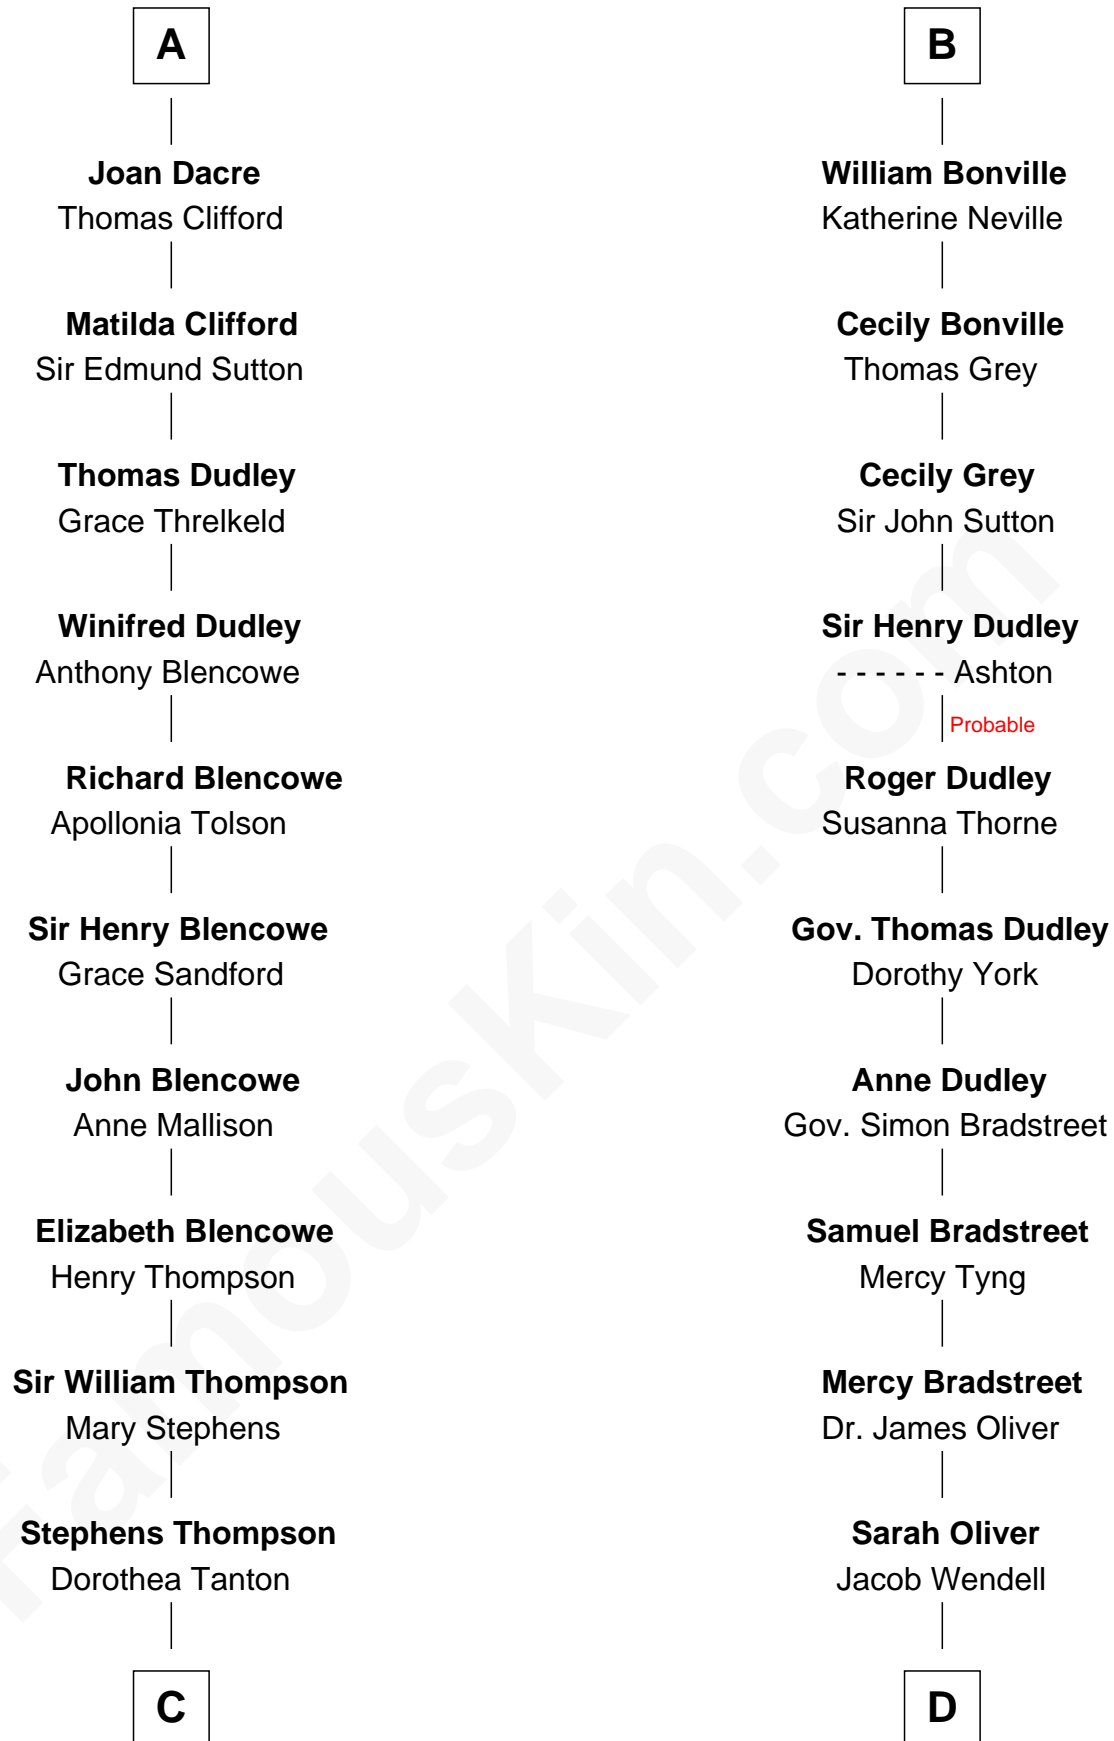 A
Joan Dacre
Thomas Clifford
Matilda Clifford
Sir Edmund Sutton
Thomas Dudley
Grace Threlkeld
Winifred Dudley
Anthony Blencowe
Richard Blencowe
Apollonia Tolson
Sir Henry Blencowe
Grace Sandford
John Blencowe
Anne Mallison
Elizabeth Blencowe
Henry Thompson
Sir William Thompson
Mary Stephens
Stephens Thompson
Dorothea Tanton
C
B
William Bonville
Katherine Neville
Cecily Bonville
Thomas Grey
Cecily Grey
Sir John Sutton
Sir Henry Dudley
- - - - - - Ashton
Probable
Roger Dudley
Susanna Thorne
Gov. Thomas Dudley
Dorothy York
Anne Dudley
Gov. Simon Bradstreet
Samuel Bradstreet
Mercy Tyng
Mercy Bradstreet
Dr. James Oliver
Sarah Oliver
Jacob Wendell
D
FamousKin.com